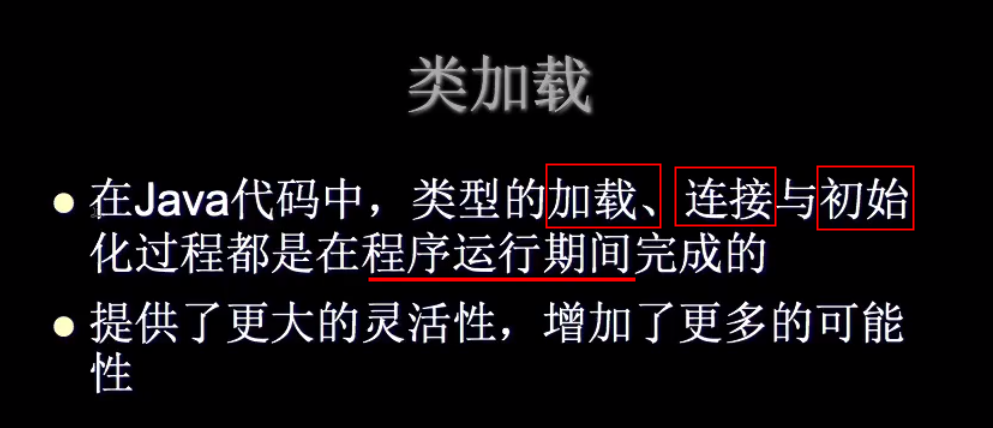 类加载
在Java代码中，类型的加载、连接与初始
化过程都是在程序运行期间完成的
提供了更大的灵活性，增加了更多的可能
性